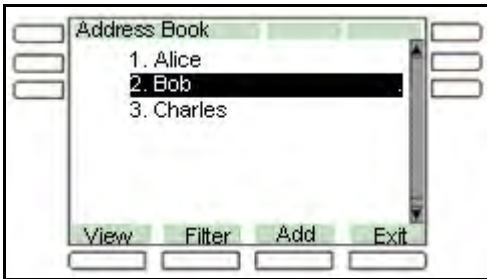 Address Book
1. Alice
2. Bob
3. Charles
View Filter Add Exit